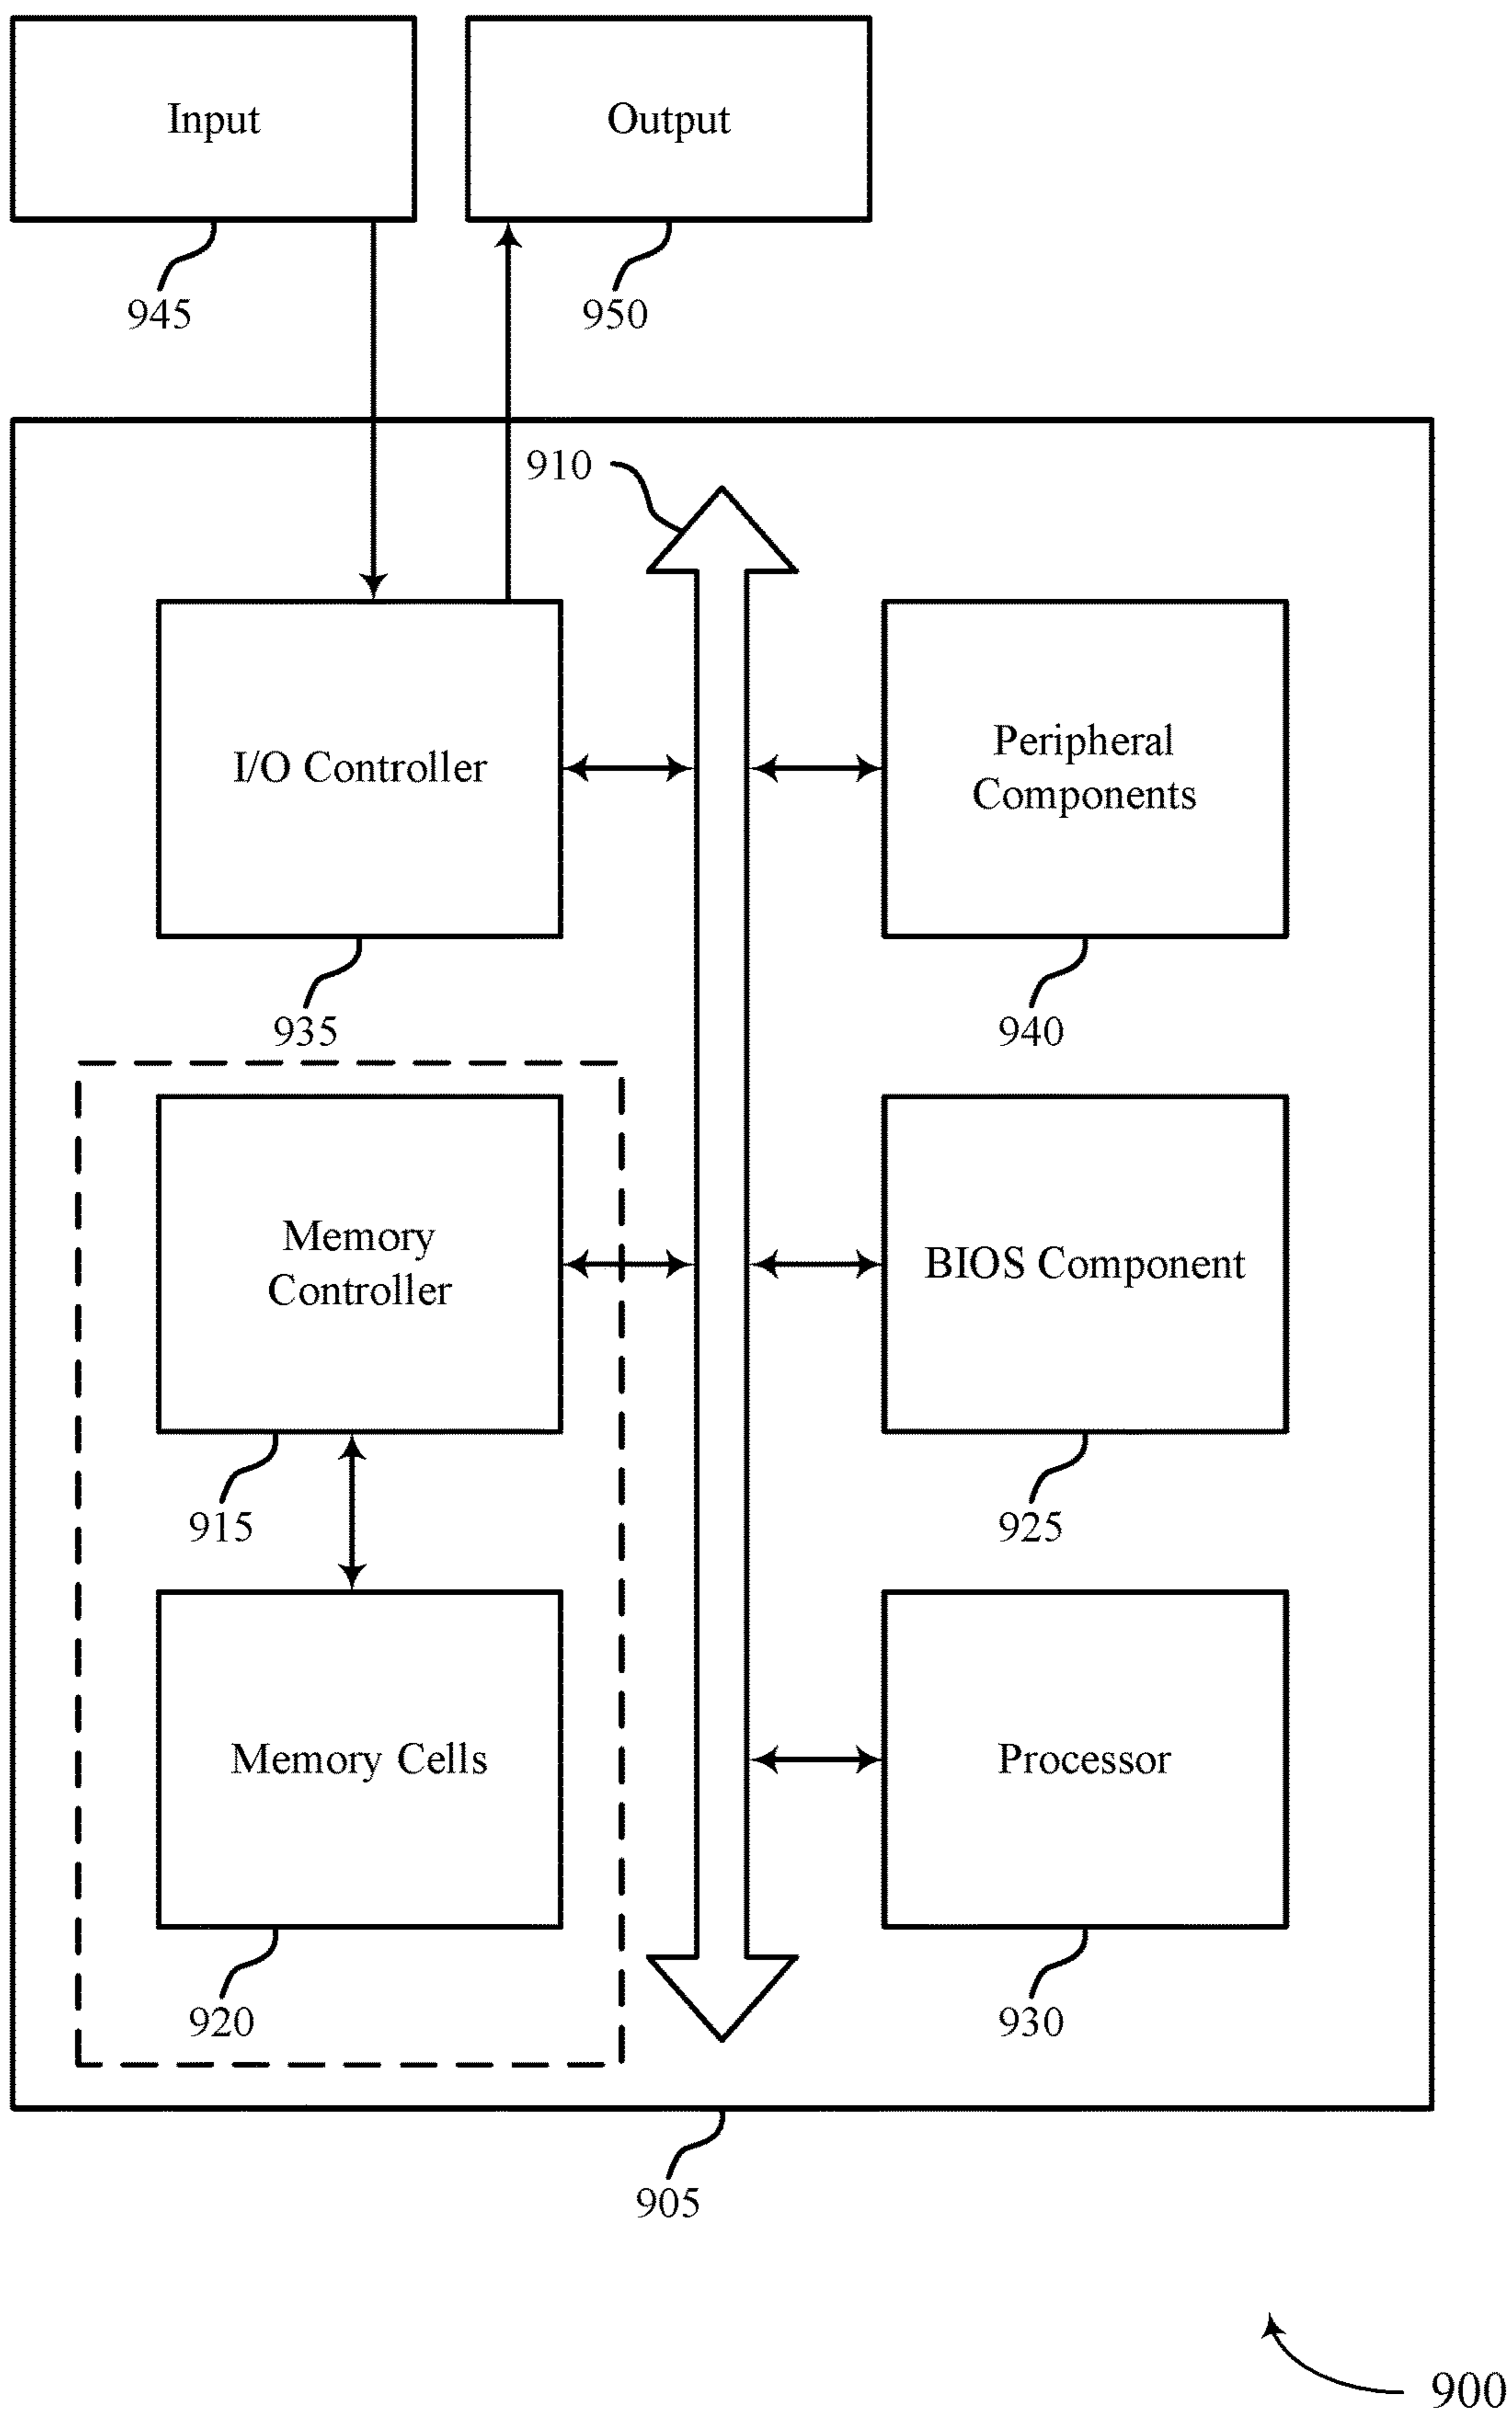 Input
Output
945
950
910
I/O Controller
Peripheral
Components
935
940
Memory
Controller
BIOS Component
915
925
Memory Cells
Processor
920
930
905
900